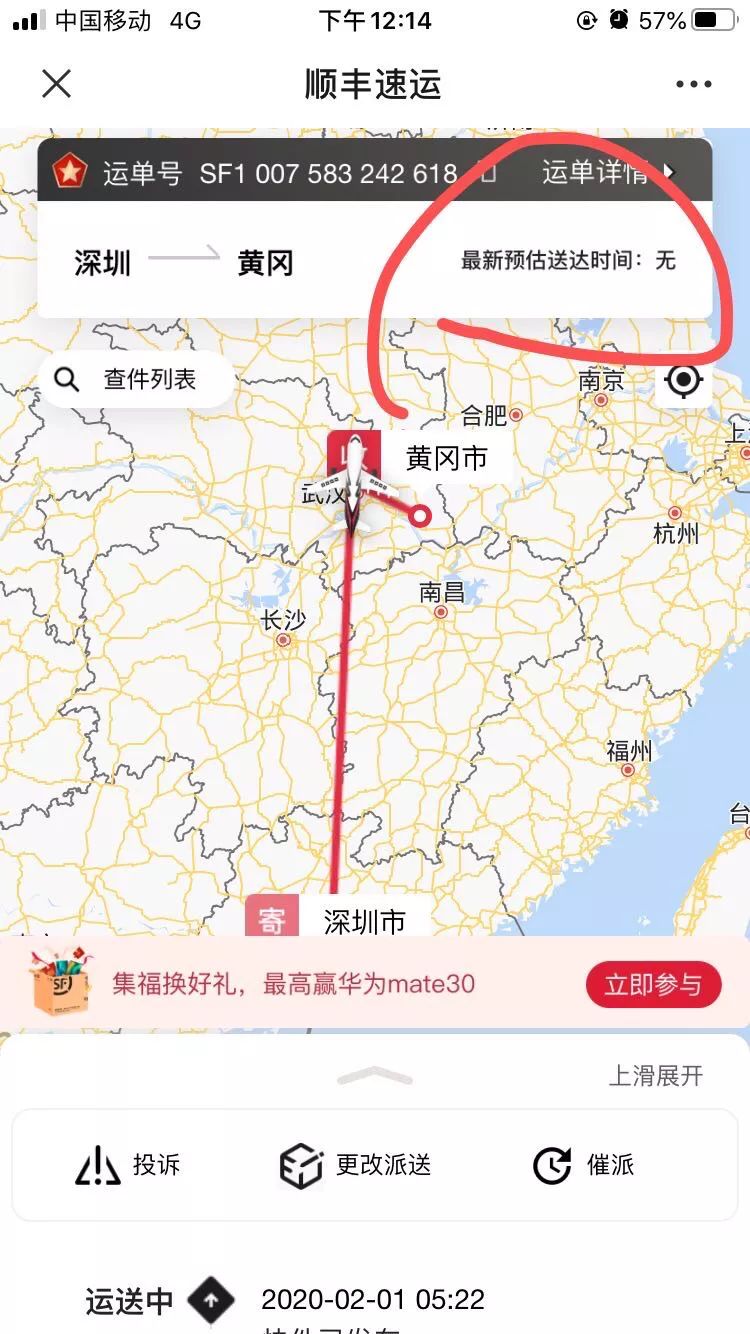 中国移动 4G 下午12:14 57%
顺丰速运
运单号 SF1 007 583 242 618 运单详情
深圳 黄冈 最新预估送达时间：无
查件列表
南京
合肥
黄冈市
武汉
杭州
南昌
长沙
福州
寄 深圳市
SF
集福换好礼，最高赢华为mate30 立即参与
上滑展开
投诉 更改派送 催派
运送中 2020-02-01 05:22